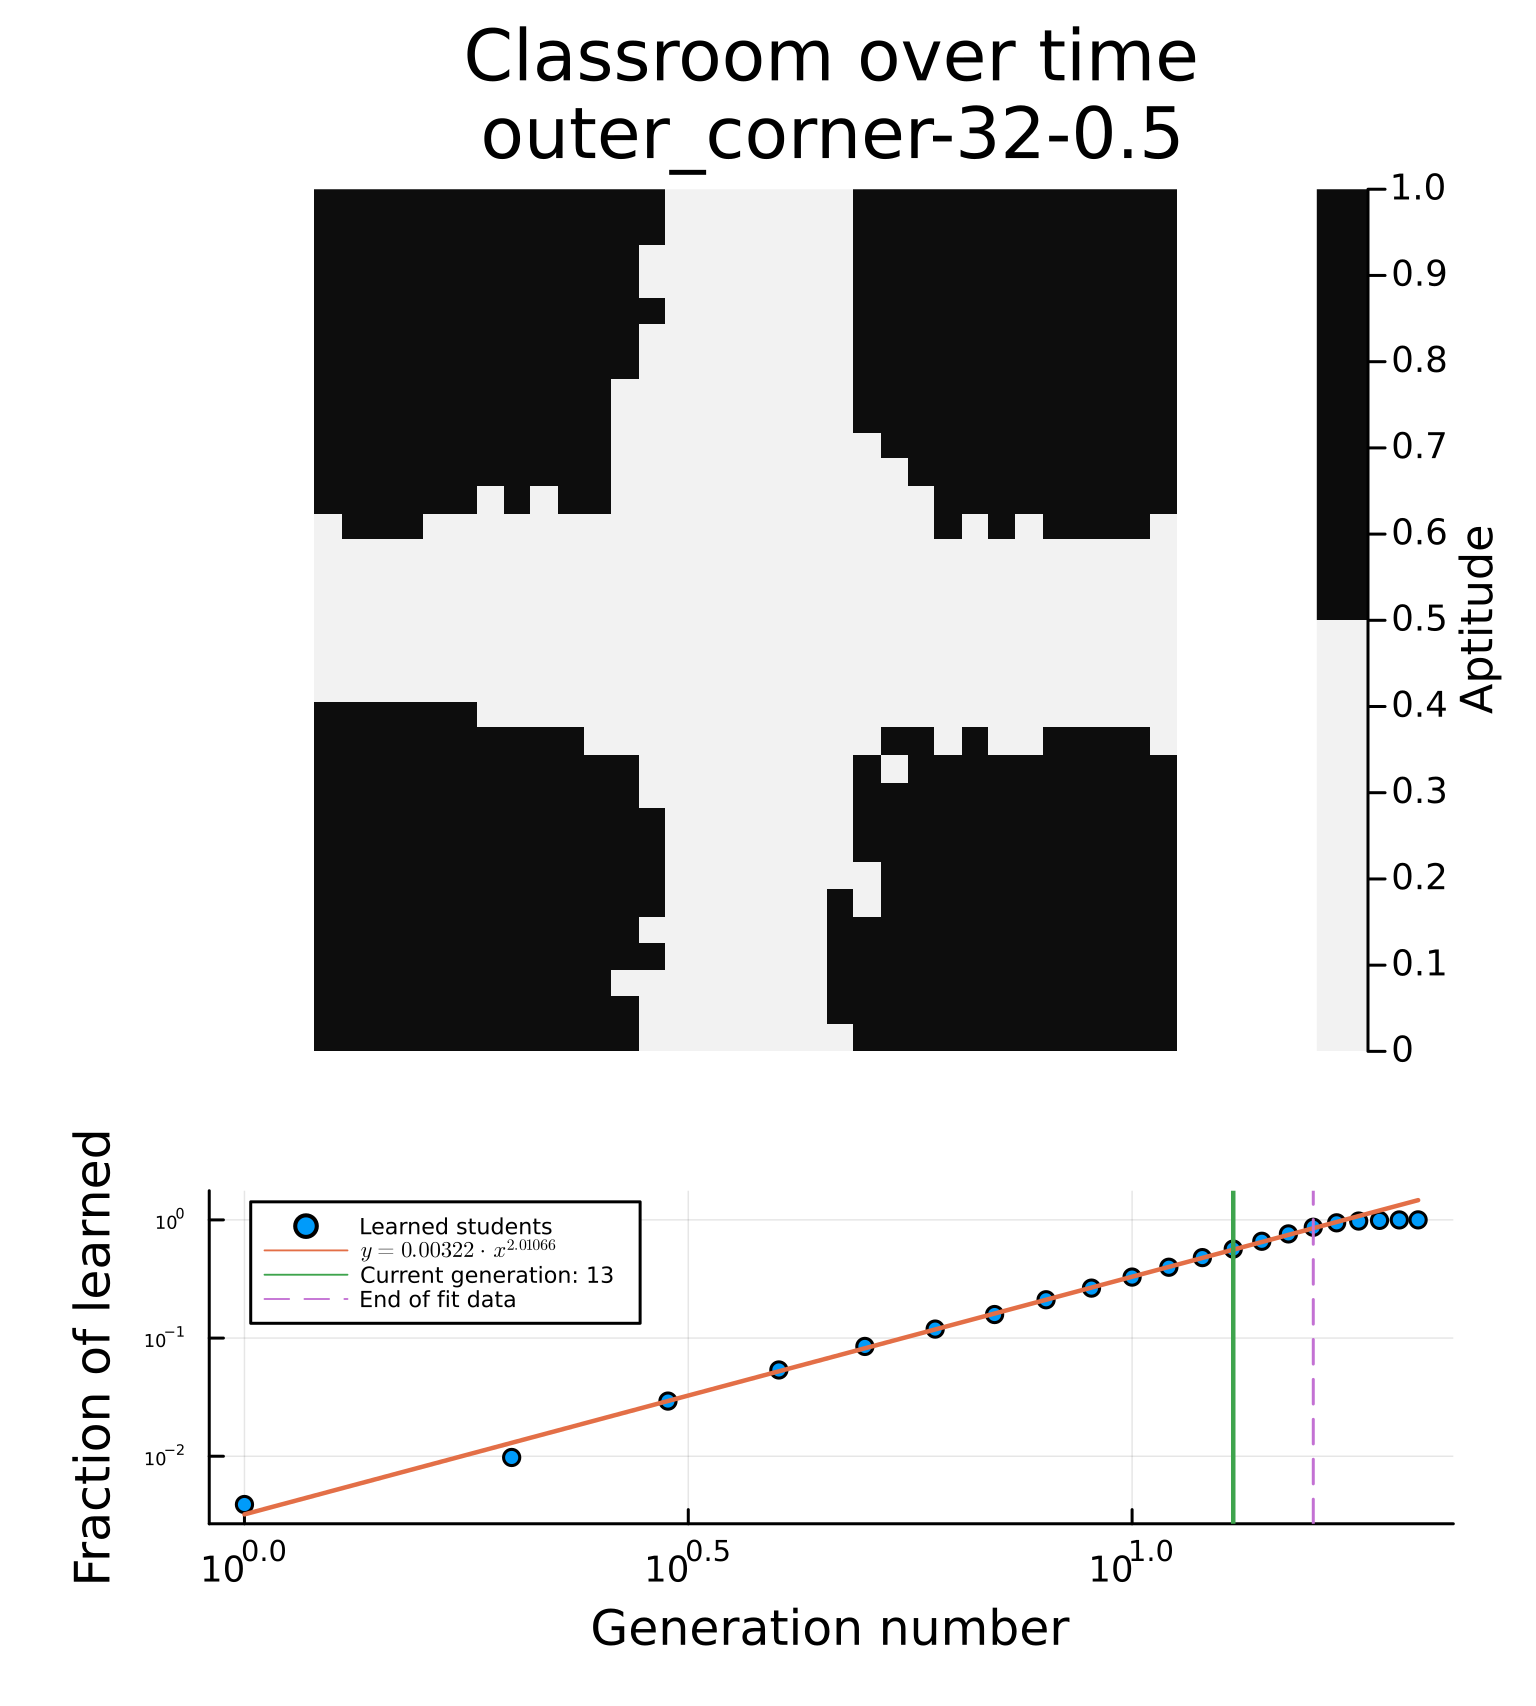 Classroom over time
outer_corner-32-0.5
1.0
0.9
0.8
0.7
0.6
0.5
0.4
0.3
0.2
0.1
0
Aptitude
Fraction of learned
10^0
10^−1
10^−2
Learned students
y = 0.00322 · x^2.01066
Current generation: 13
End of fit data
10^0.0
10^0.5
10^1.0
Generation number